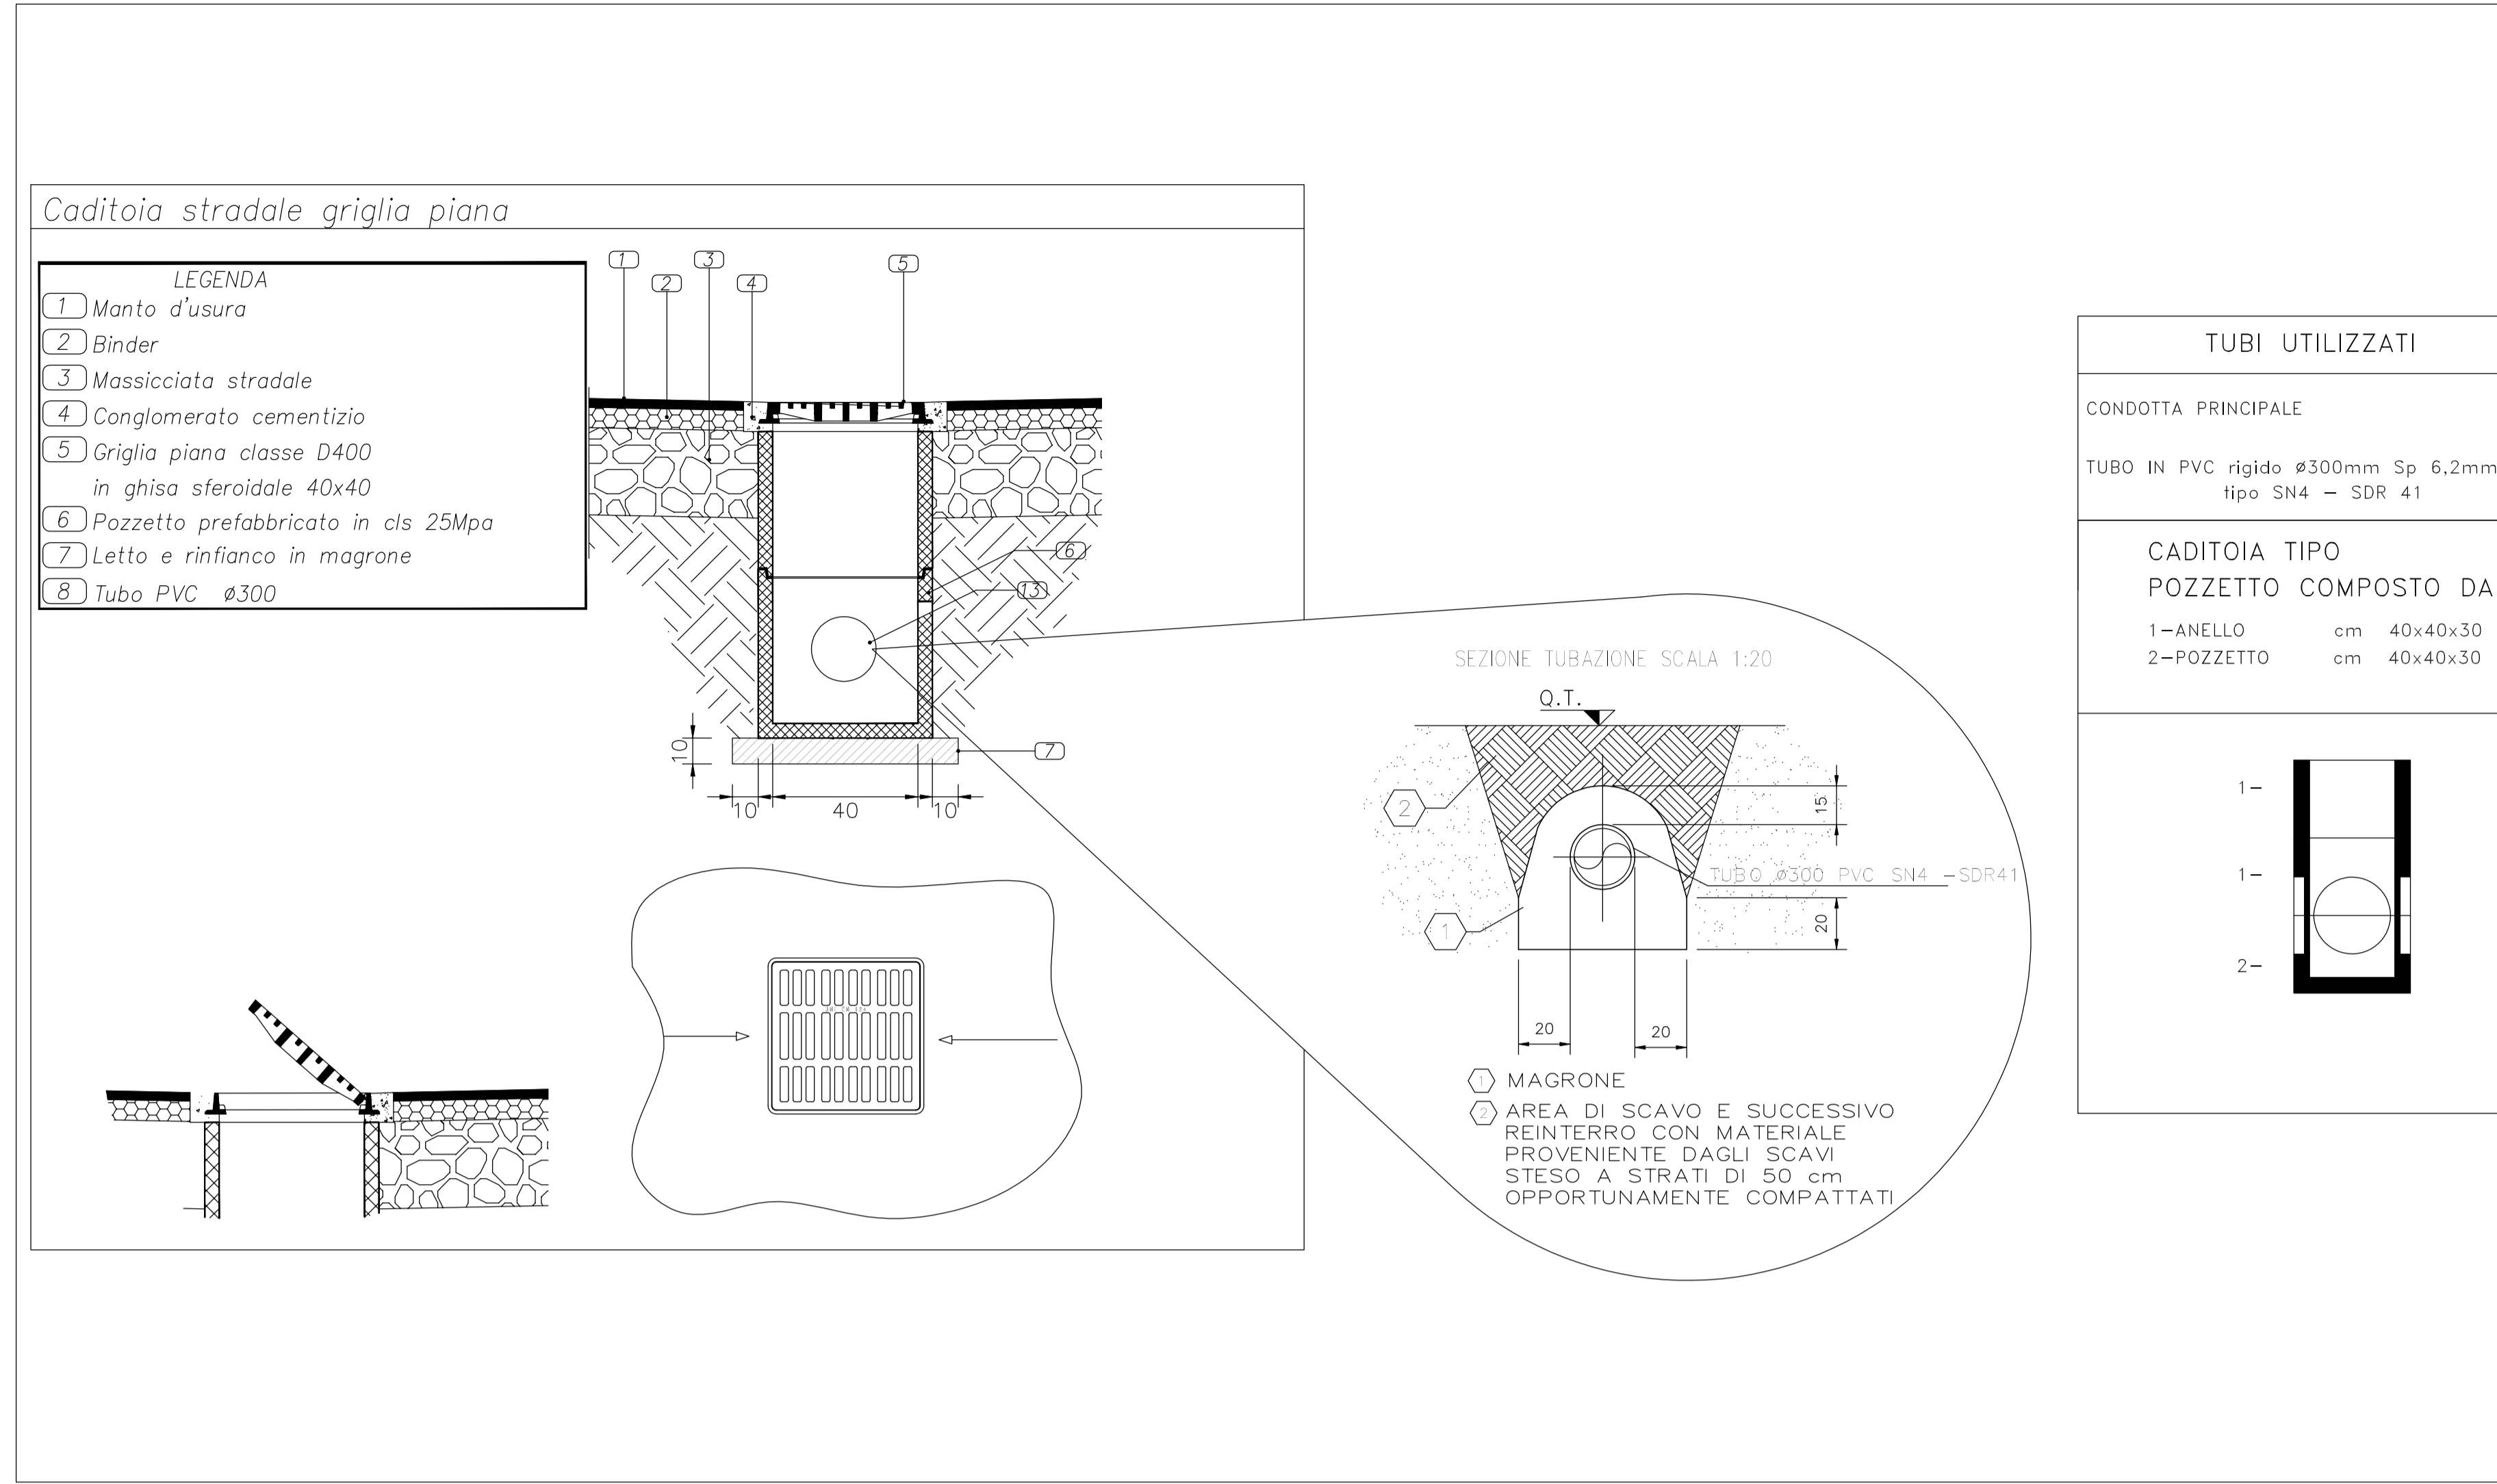 Caditoia stradale griglia piana
LEGENDA
1 Manto d'usura
2 Binder
3 Massicciata stradale
4 Conglomerato cementizio
5 Griglia piana classe D400
in ghisa sferoidale 40x40
6 Pozzetto prefabbricato in cls 25Mpa
7 Letto e rinfianco in magrone
8 Tubo PVC ø300
1
2
3
4
5
6
13
7
10
10
40
10
SEZIONE TUBAZIONE SCALA 1:20
Q.T.
2
15
TUBO ø300 PVC SN4 -SDR41
1
20
20
20
1 MAGRONE
2 AREA DI SCAVO E SUCCESSIVO
REINTERRO CON MATERIALE
PROVENIENTE DAGLI SCAVI
STESO A STRATI DI 50 cm
OPPORTUNAMENTE COMPATTATI
TUBI UTILIZZATI
CONDOTTA PRINCIPALE
TUBO IN PVC rigido ø300mm Sp 6,2mm
tipo SN4 - SDR 41
CADITOIA TIPO
POZZETTO COMPOSTO DA
1-ANELLO cm 40x40x30
2-POZZETTO cm 40x40x30
1-
1-
2-